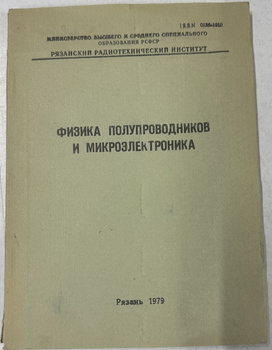 МИНИСТЕРСТВО ВЫСШЕГО И СРЕДНЕГО СПЕЦИАЛЬНОГО
ОБРАЗОВАНИЯ РСФСР
РЯЗАНСКИЙ РАДИОТЕХНИЧЕСКИЙ ИНСТИТУТ
ФИЗИКА ПОЛУПРОВОДНИКОВ
И МИКРОЭЛЕКТРОНИКА
Рязань 1979